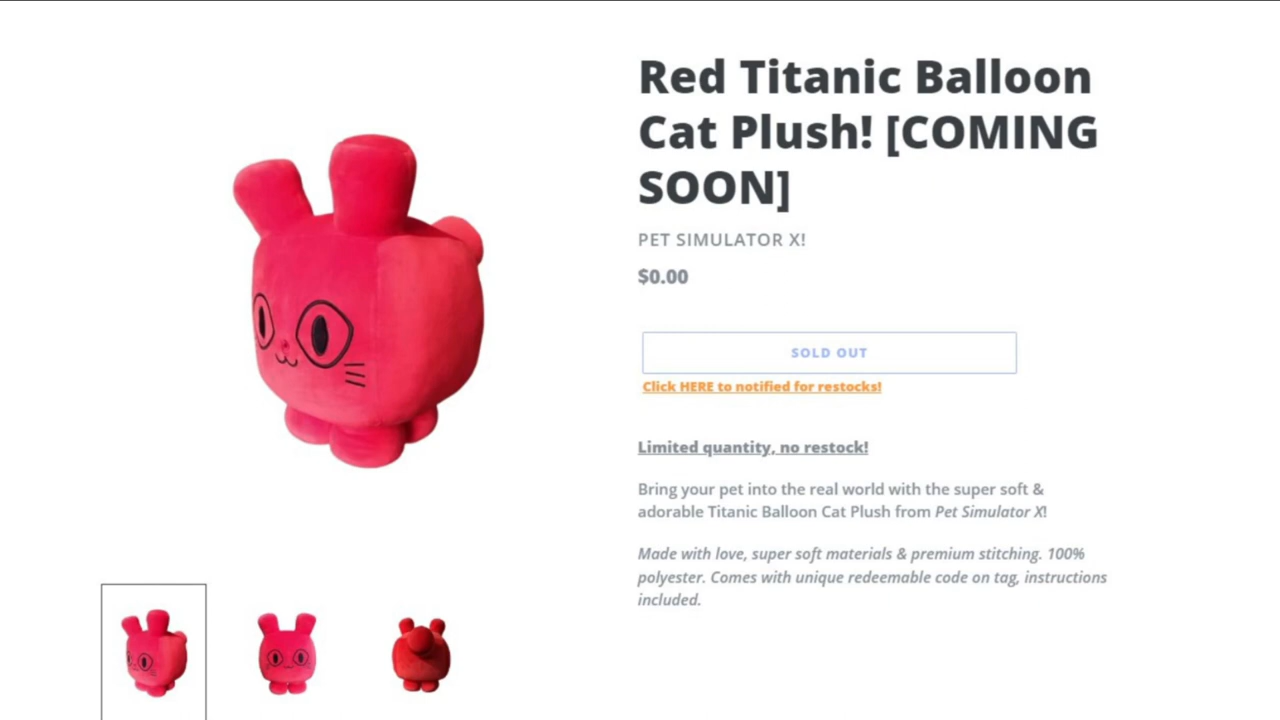 Red Titanic Balloon
Cat Plush! [COMING
SOON]
PET SIMULATOR X!
$0.00
SOLD OUT
Click HERE to notified for restocks!
Limited quantity, no restock!
Bring your pet into the real world with the super soft &
adorable Titanic Balloon Cat Plush from Pet Simulator X!
Made with love, super soft materials & premium stitching. 100%
polyester. Comes with unique redeemable code on tag, instructions
included.